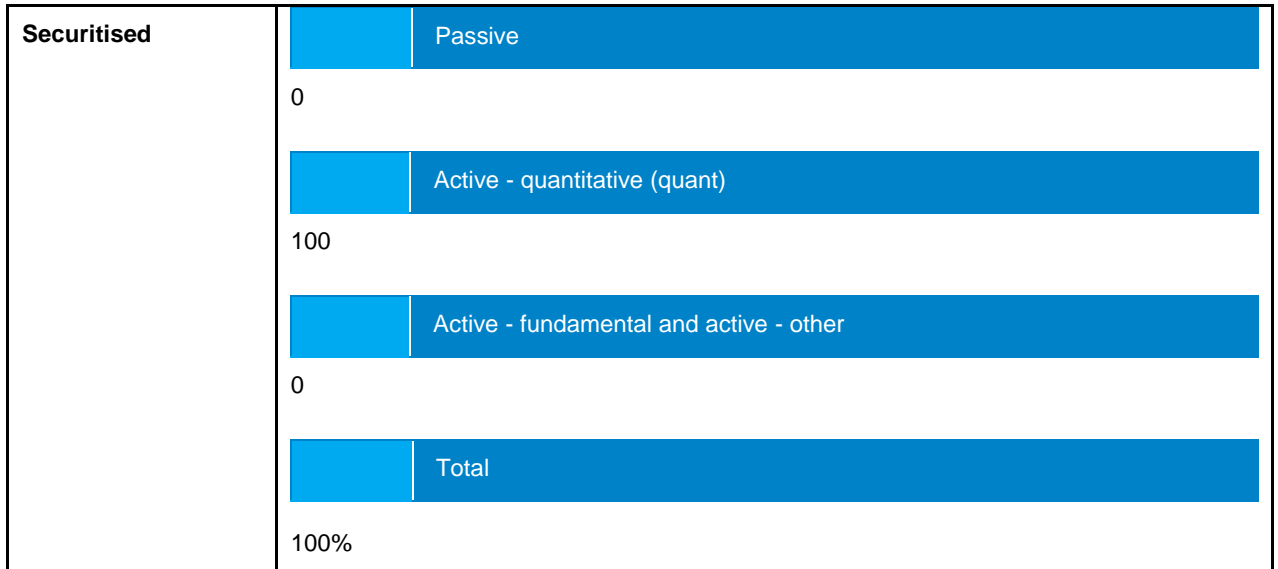 Securitised
Passive
0
Active - quantitative (quant)
100
Active - fundamental and active - other
0
Total
100%